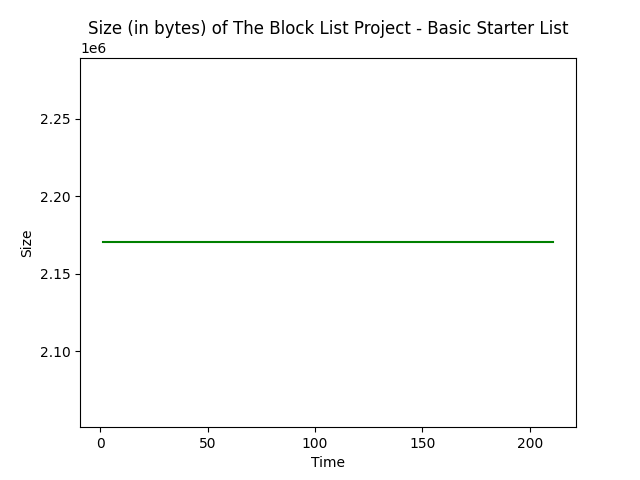 Size (in bytes) of The Block List Project - Basic Starter List
1e6
2.25
2.20
2.15
2.10
Size
0 50 100 150 200
Time